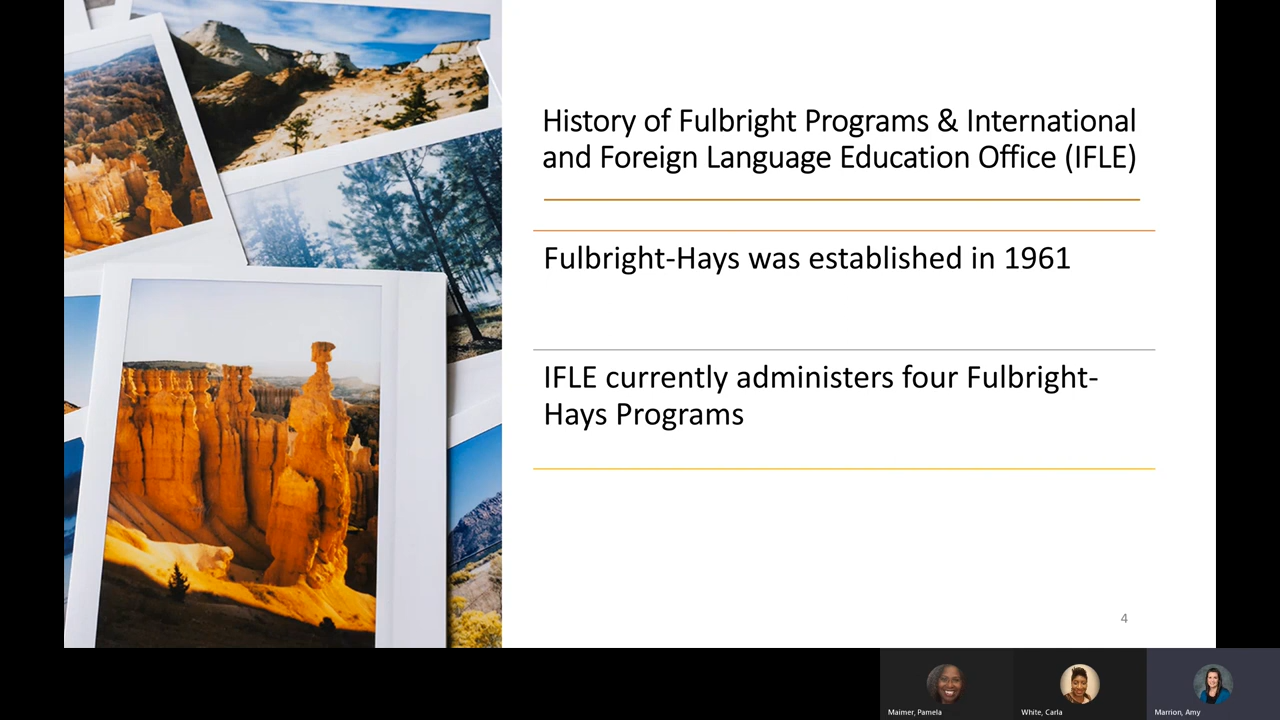 History of Fulbright Programs & International
and Foreign Language Education Office (IFLE)
Fulbright-Hays was established in 1961
IFLE currently administers four Fulbright-
Hays Programs
4
Maimer, Pamela
White, Carla
Marrion, Amy